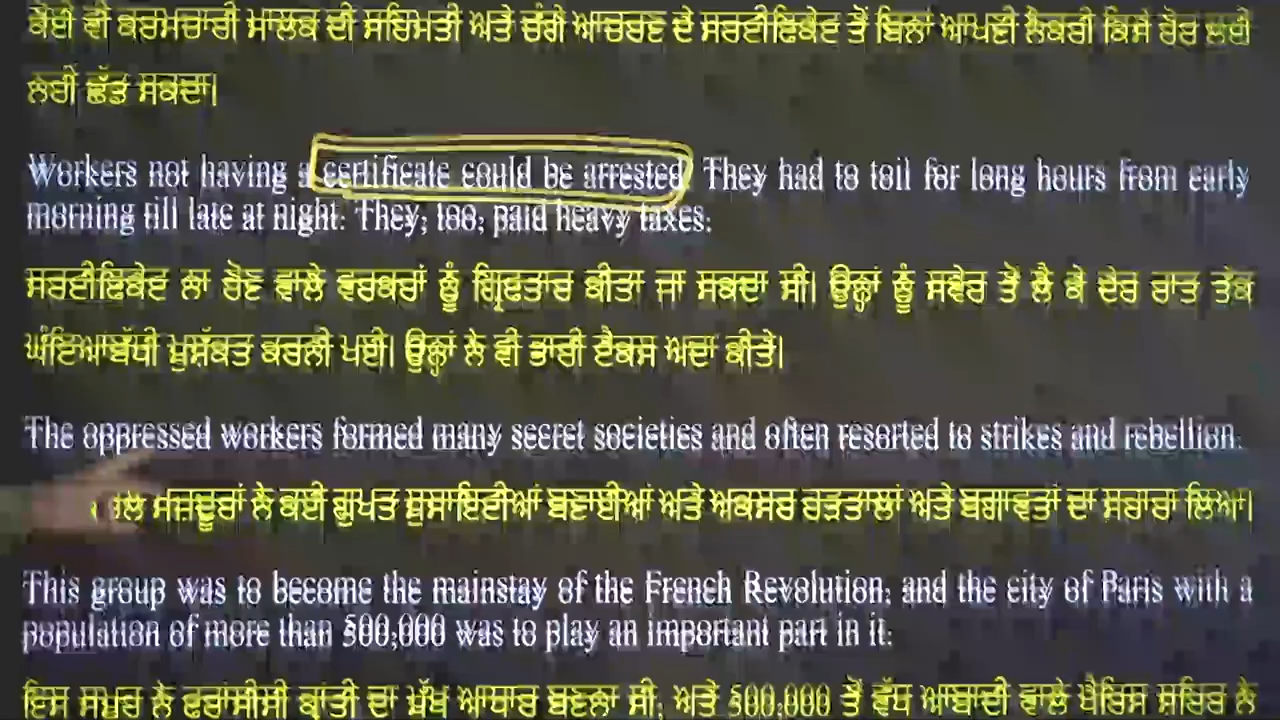 ਕੋਈ ਵੀ ਕਰਮਚਾਰੀ ਮਾਲਕ ਦੀ ਸਹਿਮਤੀ ਅਤੇ ਚੰਗੇ ਆਚਰਣ ਦੇ ਸਰਟੀਫਿਕੇਟ ਤੋਂ ਬਿਨਾਂ ਆਪਣੀ ਨੌਕਰੀ ਕਿਸੇ ਹੋਰ ਲਈ
ਨਹੀਂ ਛੱਡ ਸਕਦਾ।
Workers not having a certificate could be arrested. They had to toil for long hours from early
morning till late at night. They, too, paid heavy taxes.
ਸਰਟੀਫਿਕੇਟ ਨਾ ਹੋਣ ਵਾਲੇ ਵਰਕਰਾਂ ਨੂੰ ਗ੍ਰਿਫਤਾਰ ਕੀਤਾ ਜਾ ਸਕਦਾ ਸੀ। ਉਨ੍ਹਾਂ ਨੂੰ ਸਵੇਰ ਤੋਂ ਲੈ ਕੇ ਦੇਰ ਰਾਤ ਤੱਕ
ਘੰਟਿਆਂਬੱਧੀ ਮੁਸ਼ੱਕਤ ਕਰਨੀ ਪਈ। ਉਨ੍ਹਾਂ ਨੇ ਵੀ ਭਾਰੀ ਟੈਕਸ ਅਦਾ ਕੀਤੇ।
The oppressed workers formed many secret societies and often resorted to strikes and rebellion.
ਮਜ਼ਦੂਰਾਂ ਨੇ ਕਈ ਗੁਪਤ ਸੁਸਾਇਟੀਆਂ ਬਣਾਈਆਂ ਅਤੇ ਅਕਸਰ ਹੜਤਾਲਾਂ ਅਤੇ ਬਗਾਵਤਾਂ ਦਾ ਸਹਾਰਾ ਲਿਆ।
This group was to become the mainstay of the French Revolution, and the city of Paris with a
population of more than 500,000 was to play an important part in it.
ਇਸ ਸਮੂਹ ਨੇ ਫਰਾਂਸੀਸੀ ਕ੍ਰਾਂਤੀ ਦਾ ਮੁੱਖ ਆਧਾਰ ਬਣਨਾ ਸੀ, ਅਤੇ 500,000 ਤੋਂ ਵੱਧ ਆਬਾਦੀ ਵਾਲੇ ਪੈਰਿਸ ਸ਼ਹਿਰ ਨੇ